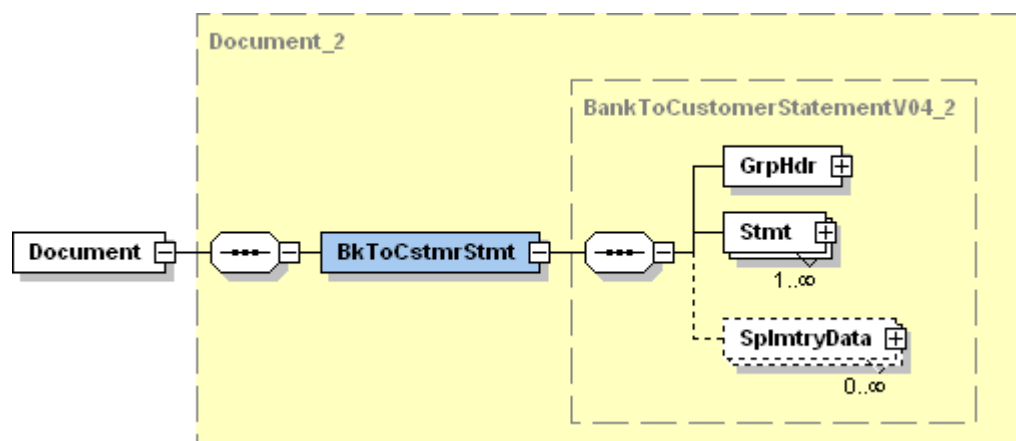 Document_2
BankToCustomerStatementV04_2
GrpHdr
Document
BkToCstmrStmt
Stmt
1..∞
SplmtryData
0..∞